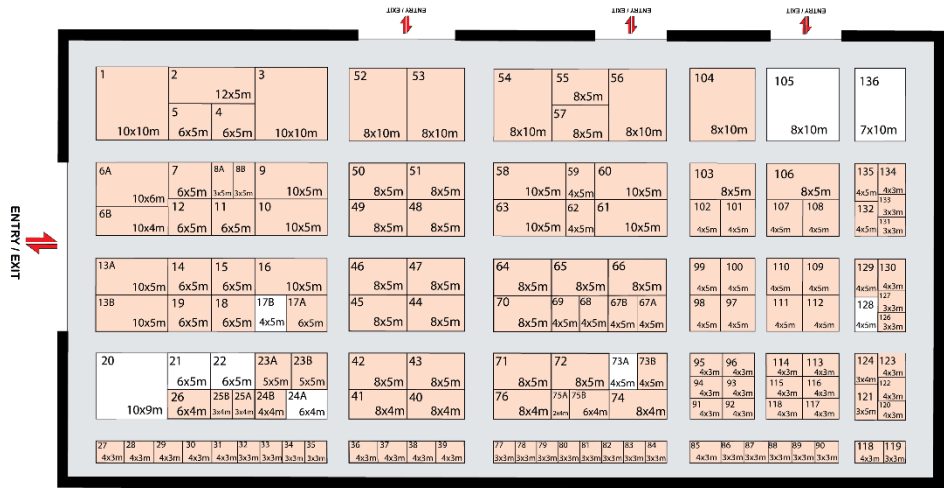 ENTRY / EXIT
ENTRY / EXIT
ENTRY / EXIT
ENTRY / EXIT
1
10x10m
2
12x5m
3
10x10m
5
6x5m
4
6x5m
52
8x10m
53
8x10m
54
8x10m
55
8x5m
56
8x10m
57
8x5m
104
8x10m
105
8x10m
136
7x10m
6A
10x6m
6B
10x4m
7
6x5m
8A
3x5m
8B
3x5m
9
10x5m
12
6x5m
11
6x5m
10
10x5m
50
8x5m
51
8x5m
49
8x5m
48
8x5m
58
10x5m
59
4x5m
60
10x5m
63
10x5m
62
4x5m
61
10x5m
103
8x5m
102
4x5m
101
4x5m
106
8x5m
107
4x5m
108
4x5m
135
4x5m
134
4x3m
133
3x3m
132
4x5m
131
3x3m
13A
10x5m
14
6x5m
15
6x5m
16
10x5m
13B
10x5m
19
6x5m
18
6x5m
17B
4x5m
17A
6x5m
46
8x5m
47
8x5m
45
8x5m
44
8x5m
64
8x5m
65
8x5m
66
8x5m
70
8x5m
69
4x5m
68
4x5m
67B
4x5m
67A
4x5m
99
4x5m
100
4x5m
98
4x5m
97
4x5m
110
4x5m
109
4x5m
111
4x5m
112
4x5m
129
4x5m
130
4x3m
127
3x3m
128
4x5m
126
3x3m
20
10x9m
21
6x5m
22
6x5m
23A
5x5m
23B
5x5m
26
6x4m
25B
3x4m
25A
3x4m
24B
4x4m
24A
6x4m
42
8x5m
43
8x5m
41
8x4m
40
8x4m
71
8x5m
72
8x5m
73A
4x5m
73B
4x5m
76
8x4m
75A
2x4m
75B
6x4m
74
8x4m
95
4x3m
96
4x3m
94
4x3m
93
4x3m
91
4x3m
92
4x3m
114
4x3m
113
4x3m
115
4x3m
116
4x3m
118
4x3m
117
4x3m
124
3x4m
123
4x3m
122
4x3m
121
3x5m
120
4x3m
27
4x3m
28
4x3m
29
4x3m
30
4x3m
31
4x3m
32
3x3m
33
3x3m
34
3x3m
35
3x3m
36
4x3m
37
4x3m
38
4x3m
39
4x3m
77
3x3m
78
3x3m
79
3x3m
80
3x3m
81
3x3m
82
3x3m
83
3x3m
84
3x3m
85
4x3m
86
3x3m
87
3x3m
88
3x3m
89
3x3m
90
3x3m
118
4x3m
119
3x3m